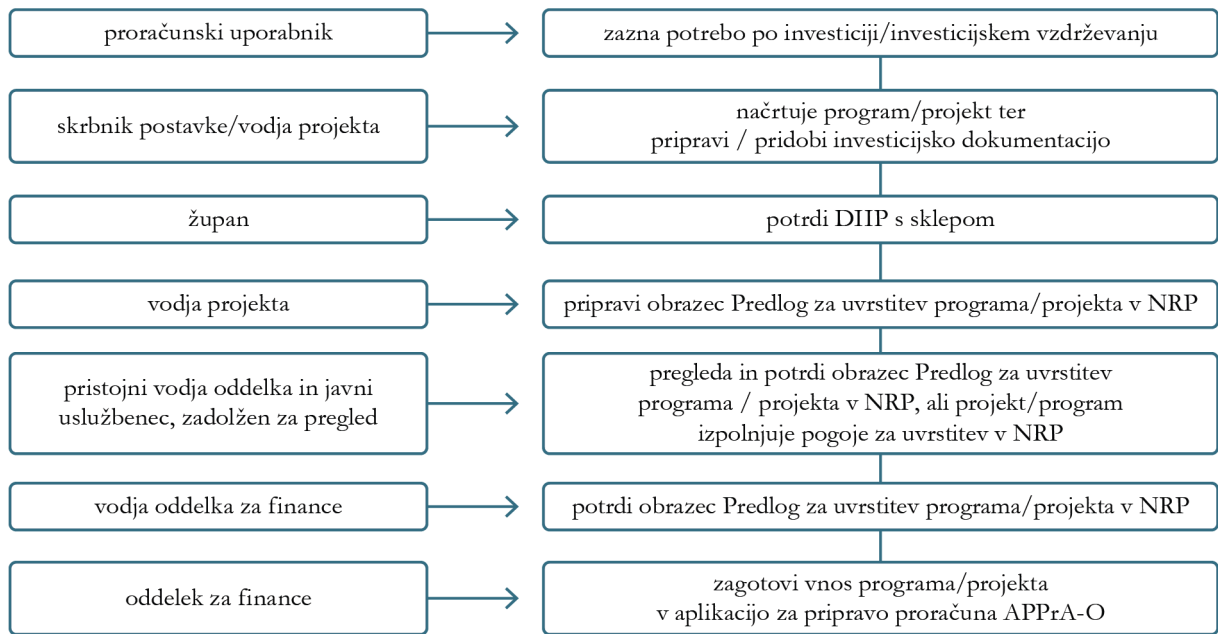 proračunski uporabnik
zazna potrebo po investiciji/investicijskem vzdrževanju
skrbnik postavke/vodja projekta
načrtuje program/projekt ter
pripravi / pridobi investicijsko dokumentacijo
župan
potrdi DIIP s sklepom
vodja projekta
pripravi obrazec Predlog za uvrstitev programa/projekta v NRP
pristojni vodja oddelka in javni
uslužbenec, zadolžen za pregled
pregleda in potrdi obrazec Predlog za uvrstitev
programa / projekta v NRP, ali projekt/program
izpolnjuje pogoje za uvrstitev v NRP
vodja oddelka za finance
potrdi obrazec Predlog za uvrstitev programa/projekta v NRP
oddelek za finance
zagotovi vnos programa/projekta
v aplikacijo za pripravo proračuna APPrA-O